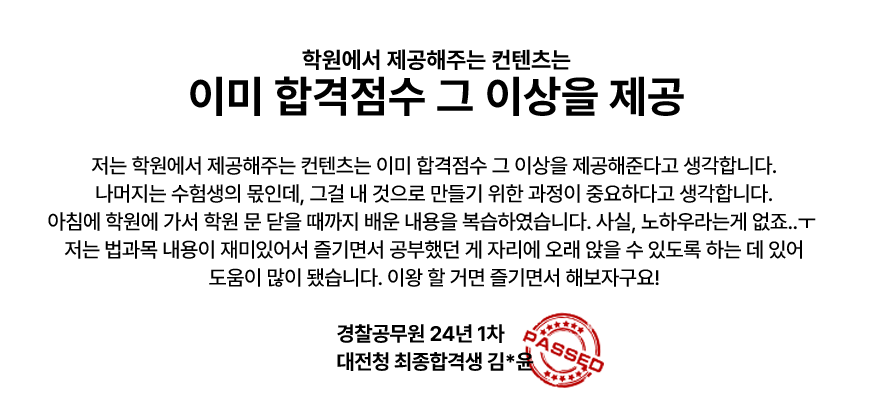 학원에서 제공해주는 컨텐츠는
이미 합격점수 그 이상을 제공
저는 학원에서 제공해주는 컨텐츠는 이미 합격점수 그 이상을 제공해준다고 생각합니다.
나머지는 수험생의 몫인데, 그걸 내 것으로 만들기 위한 과정이 중요하다고 생각합니다.
아침에 학원에 가서 학원 문 닫을 때까지 배운 내용을 복습하였습니다. 사실, 노하우라는게 없죠..ㅜ
저는 법과목 내용이 재미있어서 즐기면서 공부했던 게 자리에 오래 앉을 수 있도록 하는 데 있어
도움이 많이 됐습니다. 이왕 할 거면 즐기면서 해보자구요!
경찰공무원 24년 1차
대전청 최종합격생 김*윤
PASSED